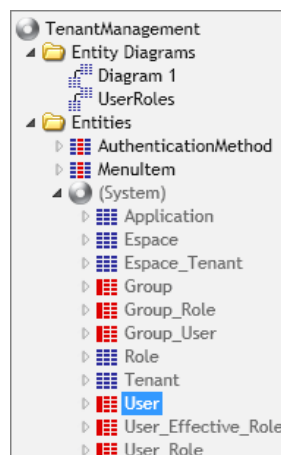 TenantManagement
Entity Diagrams
Diagram 1
UserRoles
Entities
AuthenticationMethod
MenuItem
(System)
Application
Espace
Espace_Tenant
Group
Group_Role
Group_User
Role
Tenant
User
User_Effective_Role
User_Role